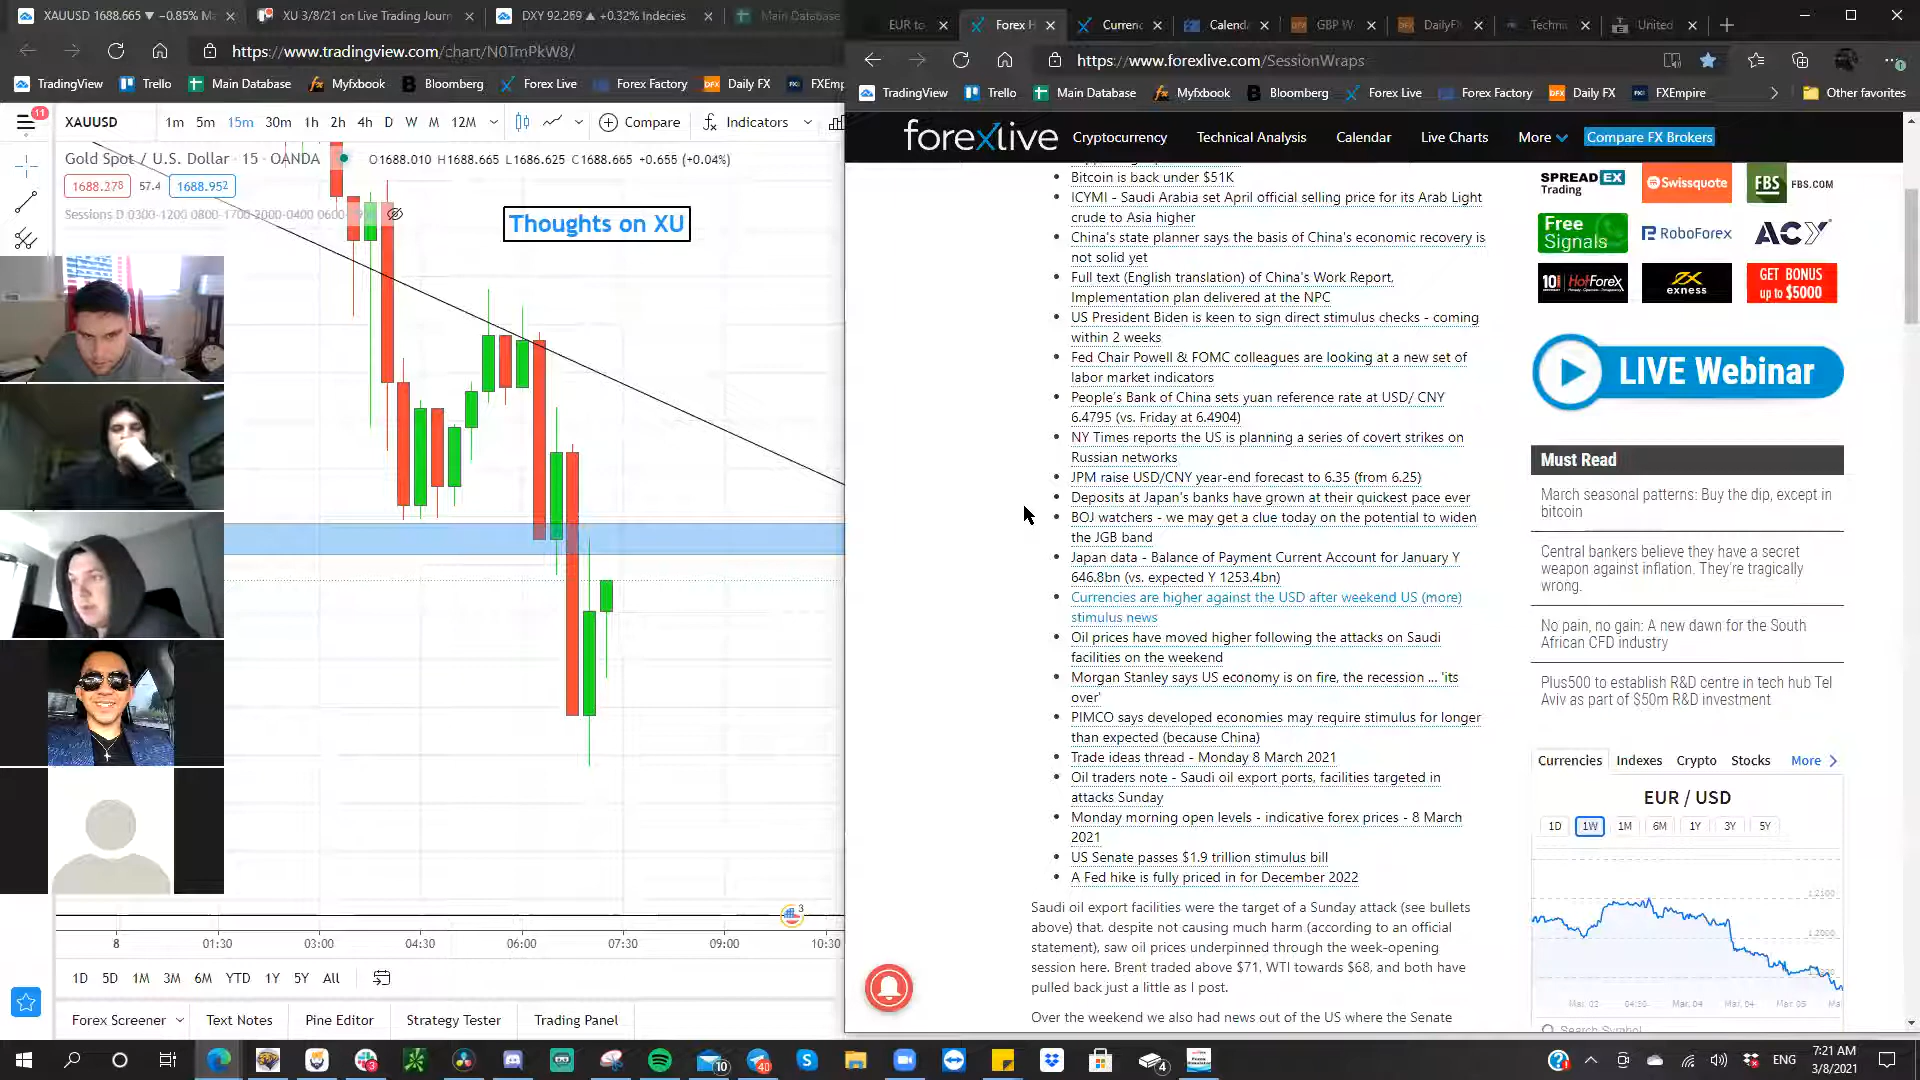 XAUUSD 1688.665 ▼ −0.85% M
XU 3/8/21 on Live Trading Journ
DXY 92.269 ▲ +0.32% Indecies
Main Database
https://www.tradingview.com/chart/N0TmPkW8/
TradingView
Trello
Main Database
Myfxbook
Bloomberg
Forex Live
Forex Factory
Daily FX
FXEmp
11
XAUUSD
1m 5m 15m 30m 1h 2h 4h D W M 12M
Compare
Indicators
Gold Spot / U.S. Dollar · 15 · OANDA
O1688.010 H1688.665 L1686.625 C1688.665 +0.655 (+0.04%)
1688.278 57.4 1688.952
Sessions D 0300-1200 0800-1700 2000-0400 0600-
Thoughts on XU
3
8 01:30 03:00 04:30 06:00 07:30 09:00 10:30
1D 5D 1M 3M 6M YTD 1Y 5Y All
Forex Screener
Text Notes
Pine Editor
Strategy Tester
Trading Panel
EUR to
Forex H
Currenc
Calend
GBP W
DailyFX
Techni
United
https://www.forexlive.com/SessionWraps
TradingView
Trello
Main Database
Myfxbook
Bloomberg
Forex Live
Forex Factory
Daily FX
FXEmpire
Other favorites
forexlive
Cryptocurrency
Technical Analysis
Calendar
Live Charts
More
Compare FX Brokers
Bitcoin is back under $51K
ICYMI - Saudi Arabia set April official selling price for its Arab Light
crude to Asia higher
China's state planner says the basis of China's economic recovery is
not solid yet
Full text (English translation) of China's Work Report,
Implementation plan delivered at the NPC
US President Biden is keen to sign direct stimulus checks - coming
within 2 weeks
Fed Chair Powell & FOMC colleagues are looking at a new set of
labor market indicators
People's Bank of China sets yuan reference rate at USD/ CNY
6.4795 (vs. Friday at 6.4904)
NY Times reports the US is planning a series of covert strikes on
Russian networks
JPM raise USD/CNY year-end forecast to 6.35 (from 6.25)
Deposits at Japan's banks have grown at their quickest pace ever
BOJ watchers - we may get a clue today on the potential to widen
the JGB band
Japan data - Balance of Payment Current Account for January Y
646.8bn (vs. expected Y 1253.4bn)
Currencies are higher against the USD after weekend US (more)
stimulus news
Oil prices have moved higher following the attacks on Saudi
facilities on the weekend
Morgan Stanley says US economy is on fire, the recession ... 'its
over'
PIMCO says developed economies may require stimulus for longer
than expected (because China)
Trade ideas thread - Monday 8 March 2021
Oil traders note - Saudi oil export ports, facilities targeted in
attacks Sunday
Monday morning open levels - indicative forex prices - 8 March
2021
US Senate passes $1.9 trillion stimulus bill
A Fed hike is fully priced in for December 2022
Saudi oil export facilities were the target of a Sunday attack (see bullets
above) that. despite not causing much harm (according to an official
statement), saw oil prices underpinned through the week-opening
session here. Brent traded above $71, WTI towards $68, and both have
pulled back just a little as I post.
Over the weekend we also had news out of the US where the Senate
SPREAD EX
Trading
Swissquote
FBS FBS.COM
Free
Signals
RoboForex
ACY
10 HotForex
exness
GET BONUS
up to $5000
LIVE Webinar
Must Read
March seasonal patterns: Buy the dip, except in
bitcoin
Central bankers believe they have a secret
weapon against inflation. They're tragically
wrong.
No pain, no gain: A new dawn for the South
African CFD industry
Plus500 to establish R&D centre in tech hub Tel
Aviv as part of $50m R&D investment
Currencies Indexes Crypto Stocks More
EUR / USD
1D 1W 1M 6M 1Y 3Y 5Y
1.2100
1.2000
Mar. 02 04:30 Mar. 04 Mar. 04 Mar. 05 Ma
Search Symbol
10
40
4
ENG
7:21 AM
3/8/2021